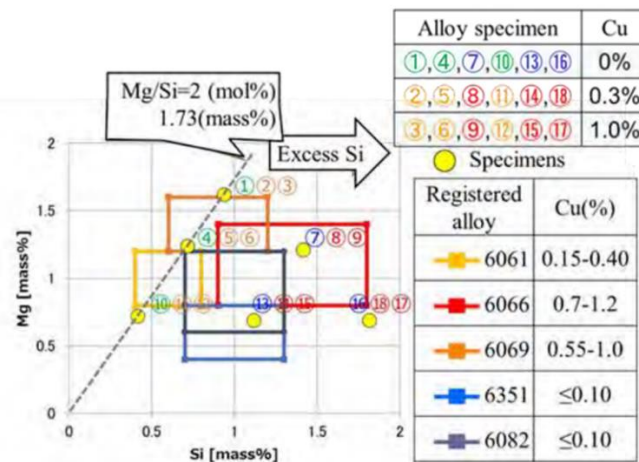 Alloy specimen Cu
①,④,⑦,⑩,⑬,⑯ 0%
②,⑤,⑧,⑪,⑭,⑱ 0.3%
③,⑥,⑨,⑫,⑮,⑰ 1.0%
Mg/Si=2 (mol%)
1.73(mass%)
Excess Si
Specimens
Registered alloy Cu(%)
6061 0.15-0.40
6066 0.7-1.2
6069 0.55-1.0
6351 ≤0.10
6082 ≤0.10
Mg [mass%]
2
1.5
1
0.5
0
①②③
④⑤⑥
⑦⑧⑨
⑩
⑬ ⑮
⑯⑱⑰
0 0.5 1 1.5 2
Si [mass%]